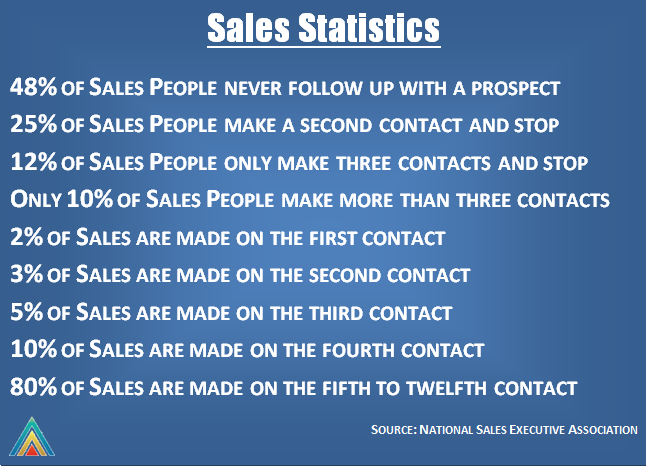 Sales Statistics
48% of Sales People never follow up with a prospect
25% of Sales People make a second contact and stop
12% of Sales People only make three contacts and stop
Only 10% of Sales People make more than three contacts
2% of Sales are made on the first contact
3% of Sales are made on the second contact
5% of Sales are made on the third contact
10% of Sales are made on the fourth contact
80% of Sales are made on the fifth to twelfth contact
Source: National Sales Executive Association